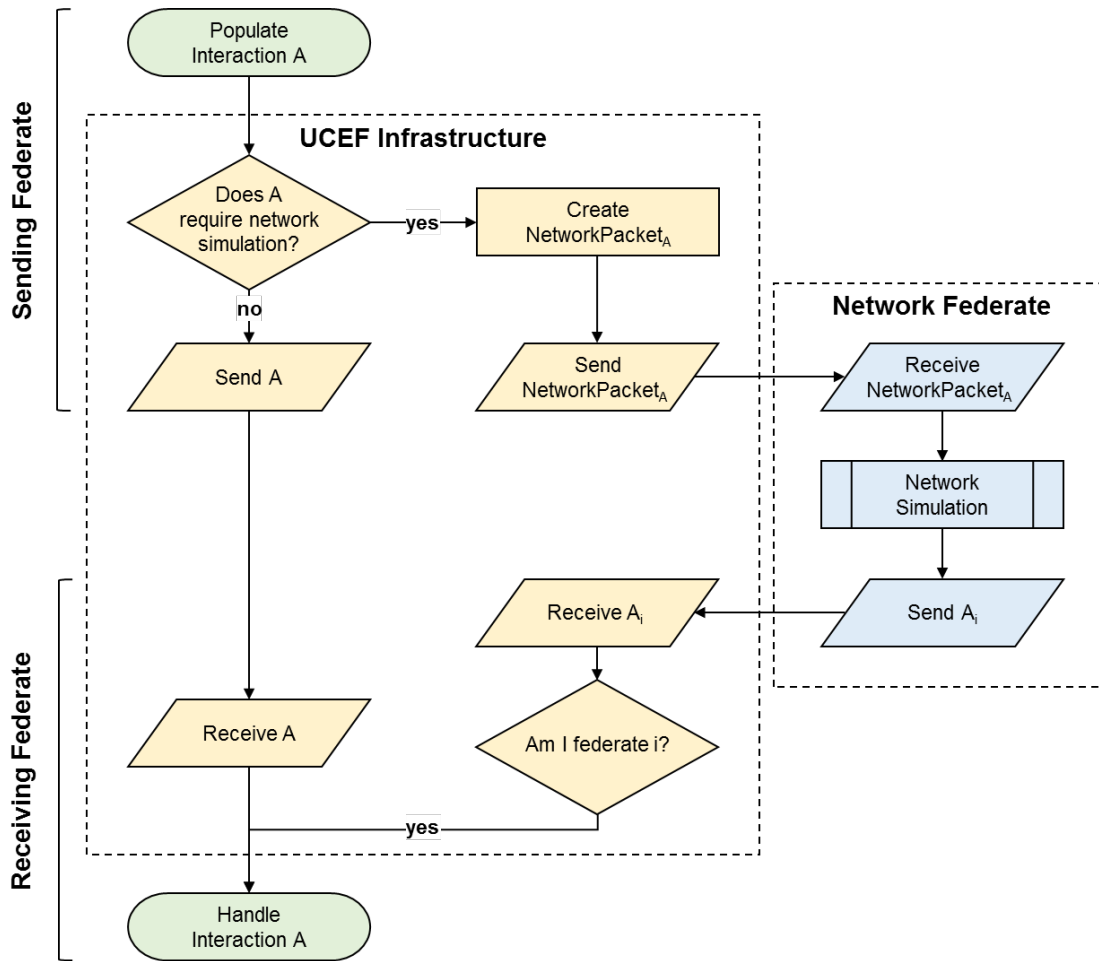 Populate
Interaction A
Sending Federate
UCEF Infrastructure
Does A
require network
simulation?
yes
Create
NetworkPacketA
no
Network Federate
Send A
Send
NetworkPacketA
Receive
NetworkPacketA
Network
Simulation
Receiving Federate
Receive Ai
Send Ai
Receive A
Am I federate i?
yes
Handle
Interaction A